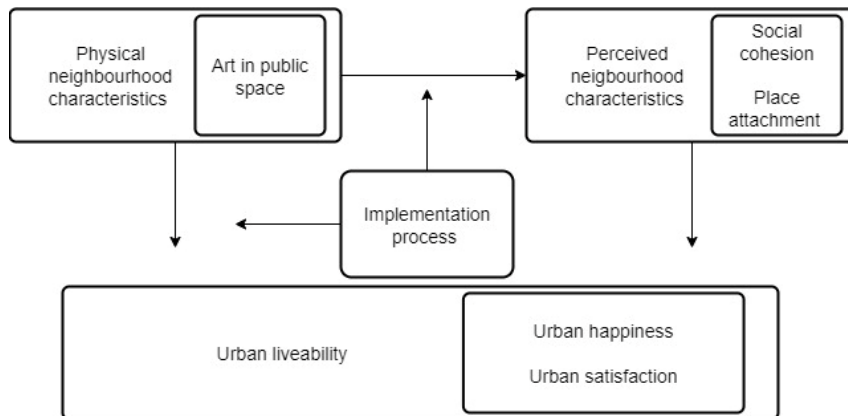 Physical
neighbourhood
characteristics
Art in public
space
Perceived
neigbourhood
characteristics
Social
cohesion
Place
attachment
Implementation
process
Urban liveability
Urban happiness
Urban satisfaction